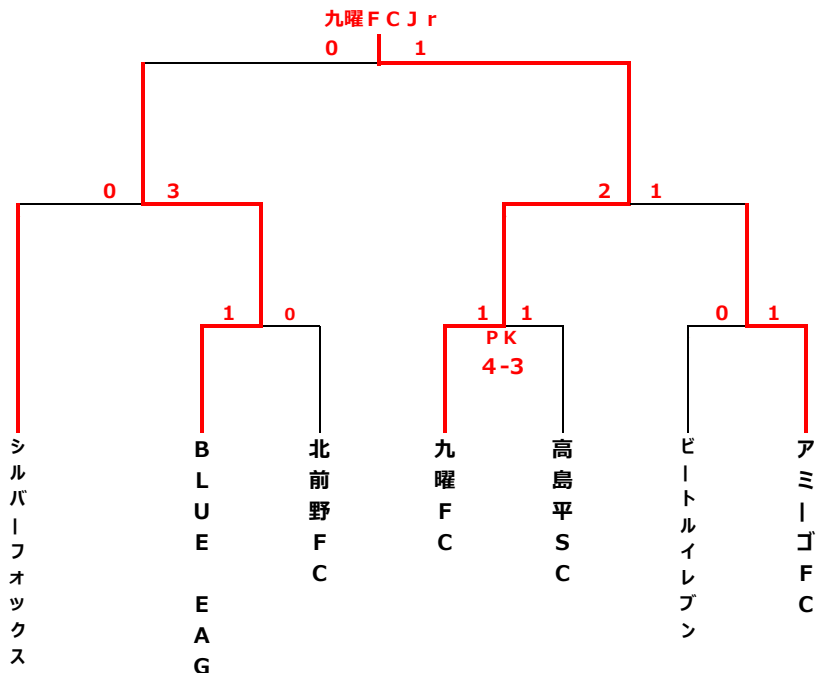 九曜ＦＣＪｒ
0 1
0 3
2 1
1 0
1 1
0 1
ＰＫ
4-3
シルバーフォックス
ＢＬＵＥ　ＥＡＧ
北前野ＦＣ
九曜ＦＣ
高島平ＳＣ
ビートルイレブン
アミーゴＦＣ